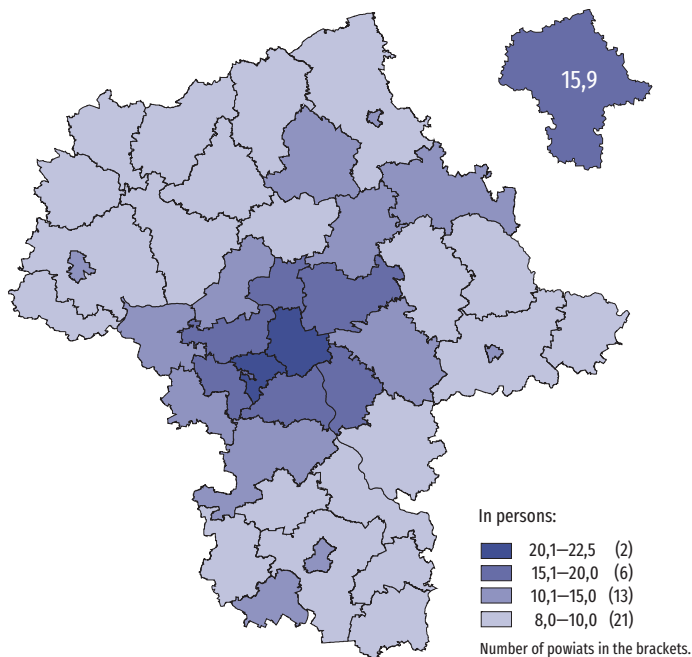 15,9
In persons:
20,1—22,5 (2)
15,1—20,0 (6)
10,1—15,0 (13)
8,0—10,0 (21)
Number of powiats in the brackets.